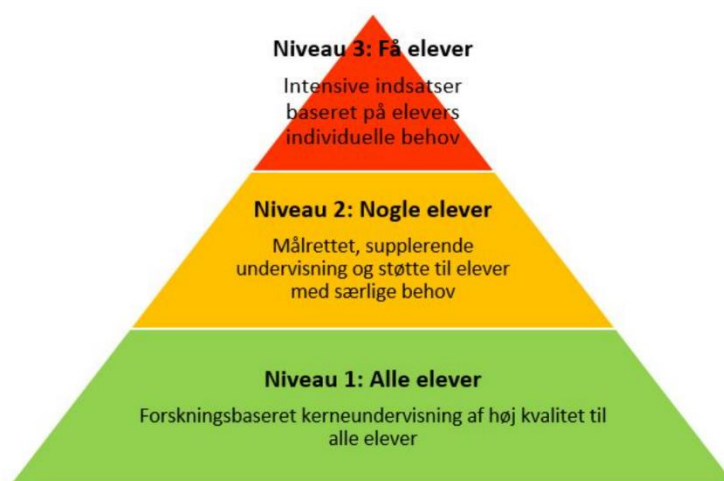 Niveau 3: Få elever
Intensive indsatser
baseret på elevers
individuelle behov
Niveau 2: Nogle elever
Målrettet, supplerende
undervisning og støtte til elever
med særlige behov
Niveau 1: Alle elever
Forskningsbaseret kerneundervisning af høj kvalitet til
alle elever